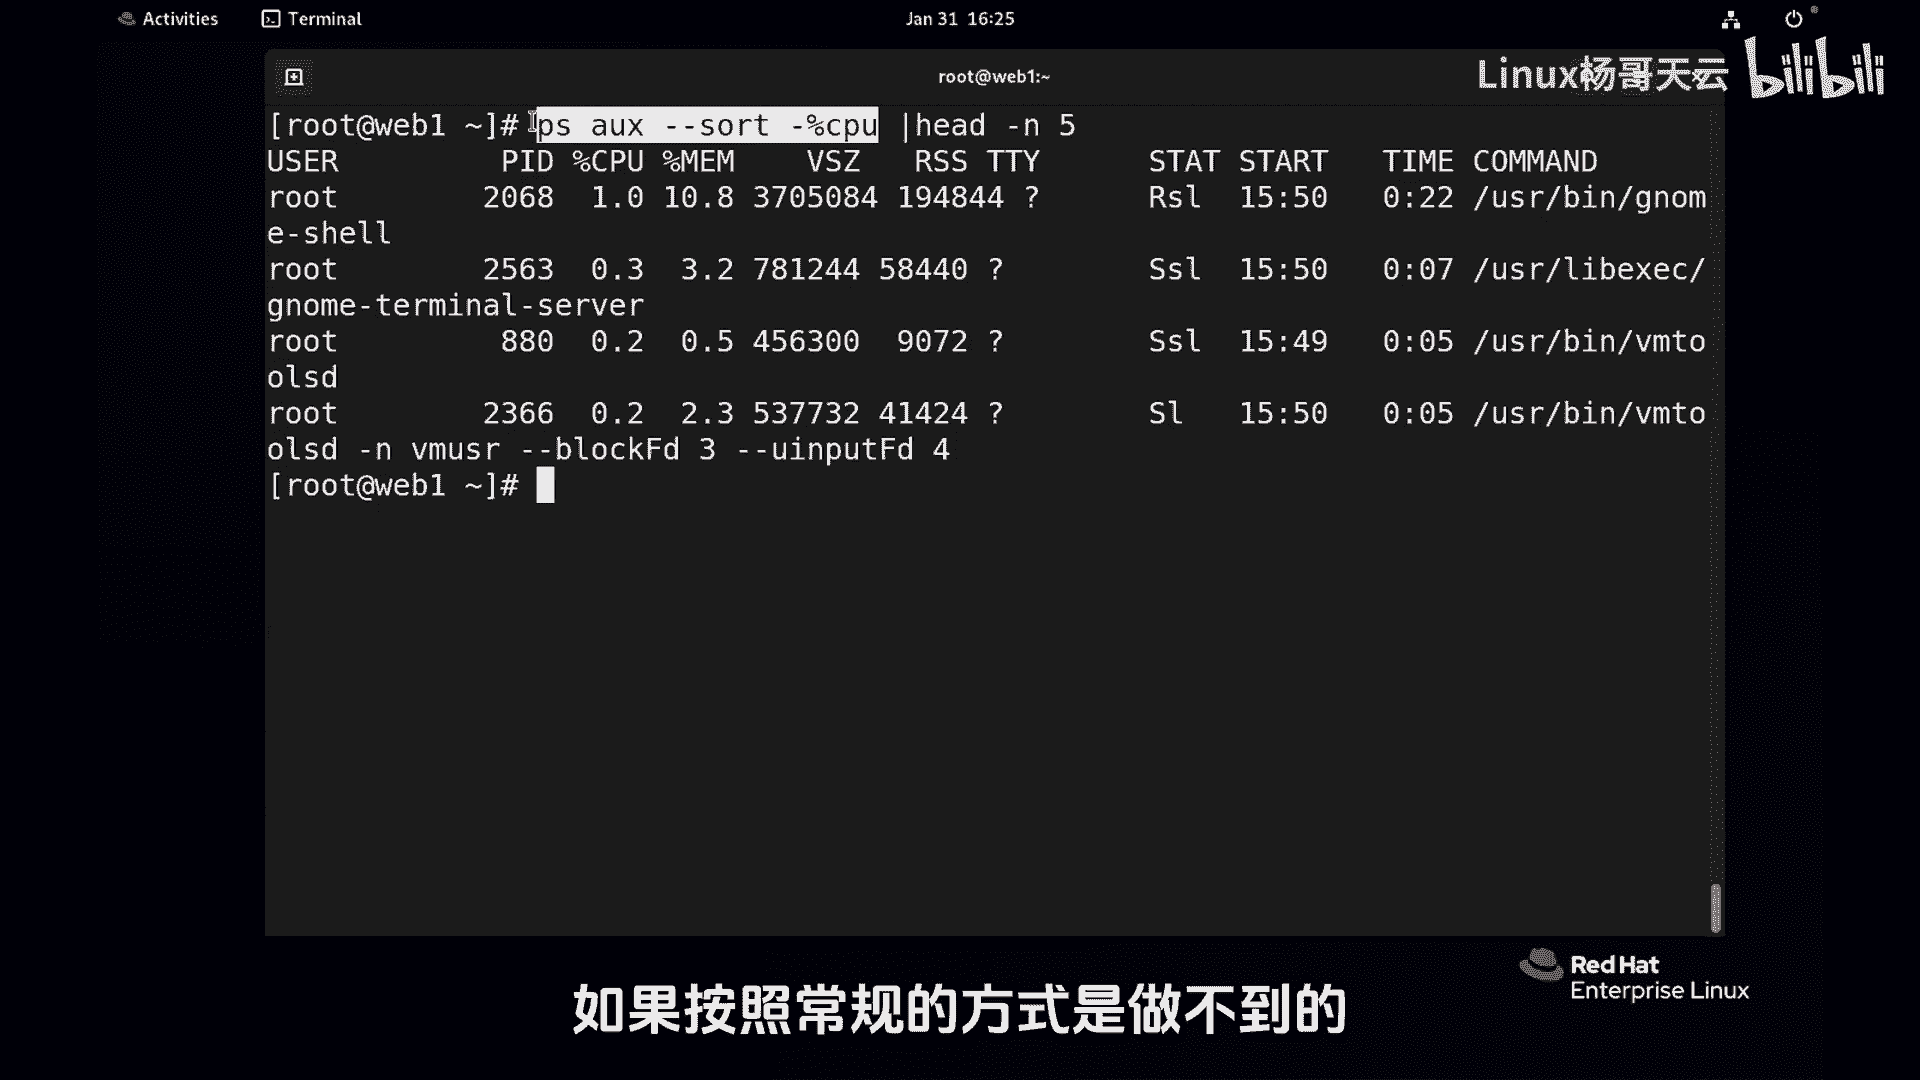 Activities Terminal Jan 31 16:25
root@web1:~
Linux杨哥天云 bilibili
[root@web1 ~]# ps aux --sort -%cpu |head -n 5
USER         PID %CPU %MEM    VSZ   RSS TTY      STAT START   TIME COMMAND
root        2068  1.0 10.8 3705084 194844 ?      Rsl  15:50   0:22 /usr/bin/gnom
e-shell
root        2563  0.3  3.2 781244 58440 ?        Ssl  15:50   0:07 /usr/libexec/
gnome-terminal-server
root         880  0.2  0.5 456300  9072 ?        Ssl  15:49   0:05 /usr/bin/vmto
olsd
root        2366  0.2  2.3 537732 41424 ?        Sl   15:50   0:05 /usr/bin/vmto
olsd -n vmusr --blockFd 3 --uinputFd 4
[root@web1 ~]#
Red Hat
Enterprise Linux
如果按照常规的方式是做不到的